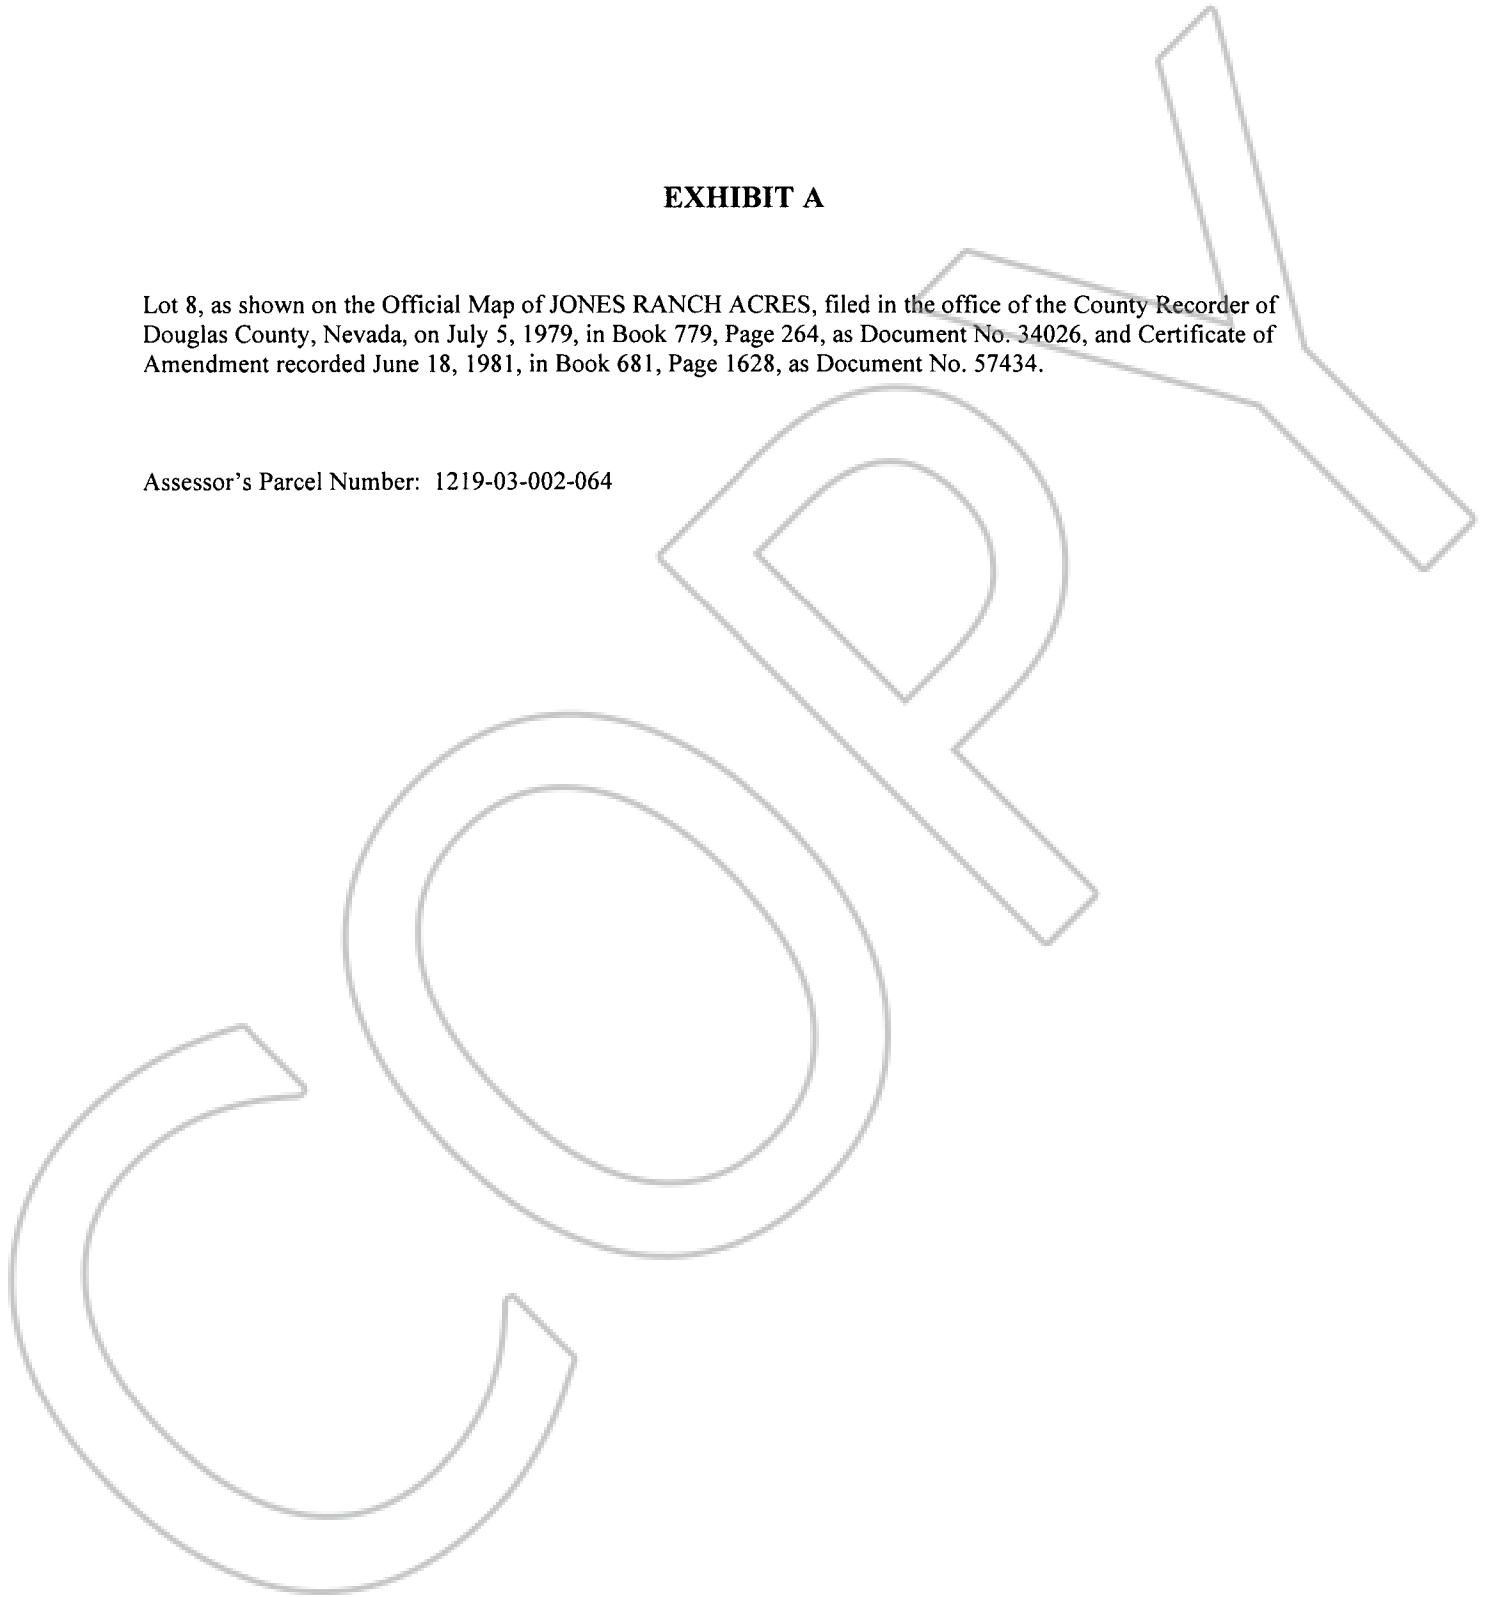 EXHIBIT A
Lot 8, as shown on the Official Map of JONES RANCH ACRES, filed in the office of the County Recorder of
Douglas County, Nevada, on July 5, 1979, in Book 779, Page 264, as Document No. 34026, and Certificate of
Amendment recorded June 18, 1981, in Book 681, Page 1628, as Document No. 57434.
Assessor's Parcel Number: 1219-03-002-064
COPY